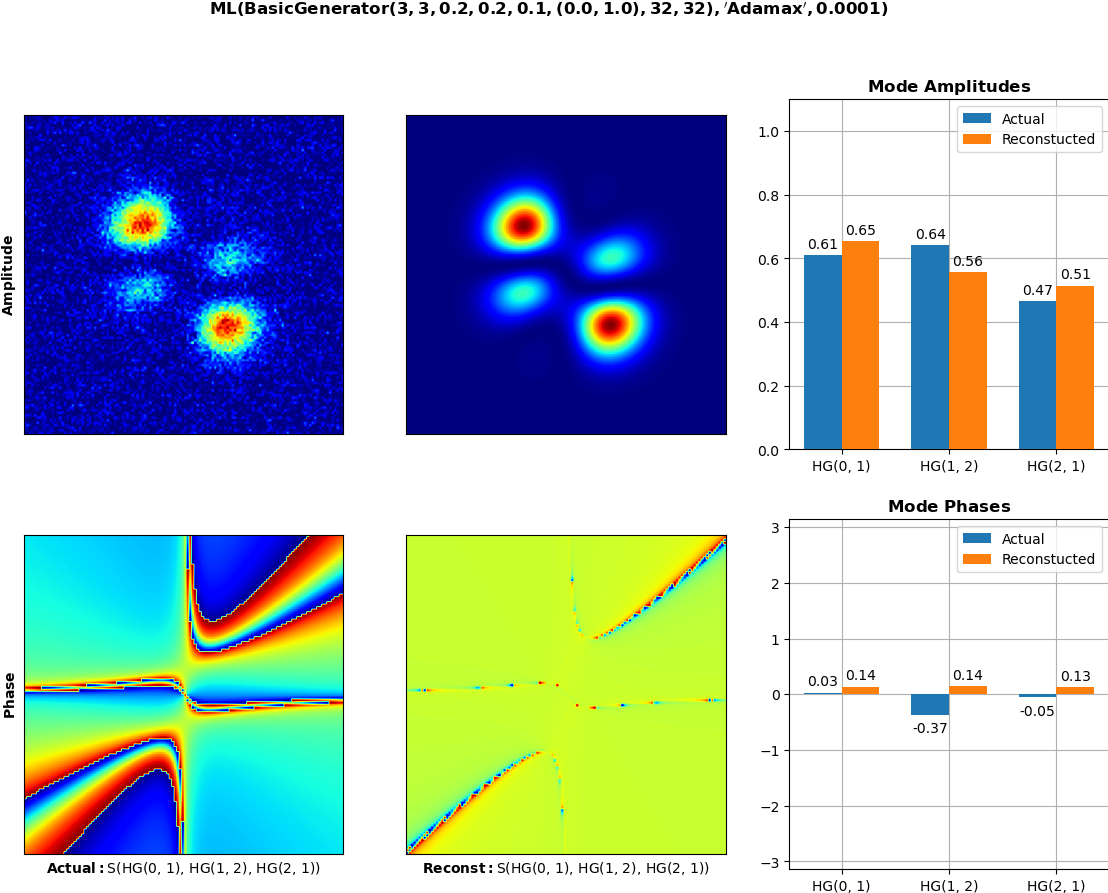 ML(BasicGenerator(3, 3, 0.2, 0.2, 0.1, (0.0, 1.0), 32, 32), ′Adamax′, 0.0001)
Amplitude
Mode Amplitudes
Actual
Reconstucted
1.0
0.8
0.6
0.4
0.2
0.0
0.61 0.65 0.64 0.56 0.47 0.51
HG(0, 1) HG(1, 2) HG(2, 1)
Phase
Actual: S(HG(0, 1), HG(1, 2), HG(2, 1))
Reconst: S(HG(0, 1), HG(1, 2), HG(2, 1))
Mode Phases
Actual
Reconstucted
3
2
1
0
−1
−2
−3
0.03 0.14 -0.37 0.14 -0.05 0.13
HG(0, 1) HG(1, 2) HG(2, 1)